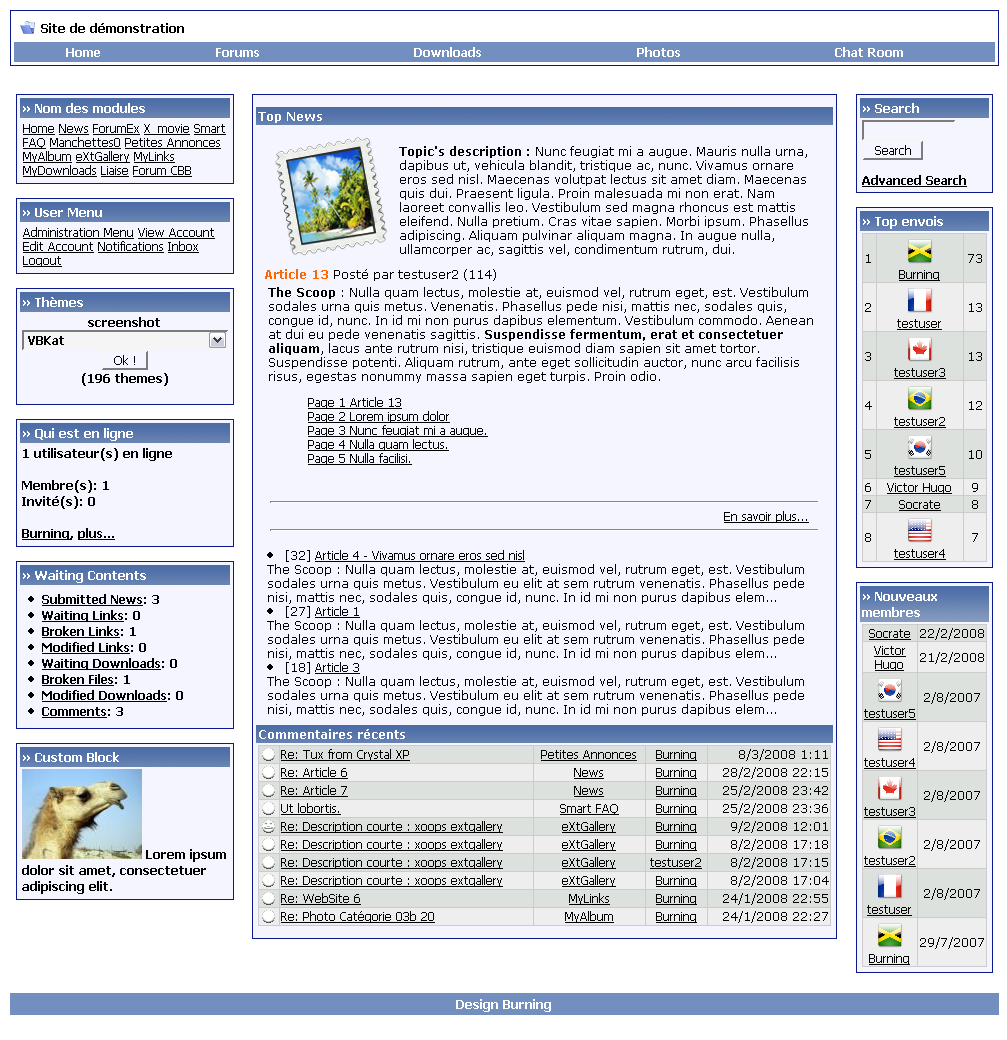 Site de démonstration
Home Forums Downloads Photos Chat Room
» Nom des modules
Home News ForumEx X_movie Smart
FAQ Manchettes0 Petites Annonces
MyAlbum eXtGallery MyLinks
MyDownloads Liaise Forum CBB
» User Menu
Administration Menu View Account
Edit Account Notifications Inbox
Logout
» Thèmes
screenshot
VBKat
Ok !
(196 themes)
» Qui est en ligne
1 utilisateur(s) en ligne
Membre(s): 1
Invité(s): 0
Burning, plus...
» Waiting Contents
Submitted News: 3
Waiting Links: 0
Broken Links: 1
Modified Links: 0
Waiting Downloads: 0
Broken Files: 1
Modified Downloads: 0
Comments: 3
» Custom Block
Lorem ipsum
dolor sit amet, consectetuer
adipiscing elit.
Top News
Topic's description : Nunc feugiat mi a augue. Mauris nulla urna,
dapibus ut, vehicula blandit, tristique ac, nunc. Vivamus ornare
eros sed nisl. Maecenas volutpat lectus sit amet diam. Maecenas
quis dui. Praesent ligula. Proin malesuada mi non erat. Nam
laoreet convallis leo. Vestibulum sed magna rhoncus est mattis
eleifend. Nulla pretium. Cras vitae sapien. Morbi ipsum. Phasellus
adipiscing. Aliquam pulvinar aliquam magna. In augue nulla,
ullamcorper ac, sagittis vel, condimentum rutrum, dui.
Article 13 Posté par testuser2 (114)
The Scoop : Nulla quam lectus, molestie at, euismod vel, rutrum eget, est. Vestibulum
sodales urna quis metus. Vestibulum eu elit at sem rutrum. Venenatis. Phasellus pede nisi, mattis nec, sodales quis,
congue id, nunc. In id mi non purus dapibus elementum. Vestibulum commodo. Aenean
at dui eu pede venenatis sagittis. Suspendisse fermentum, erat et consectetuer
aliquam, lacus ante rutrum nisi, tristique euismod diam sapien sit amet tortor.
Suspendisse potenti. Aliquam rutrum, ante eget sollicitudin auctor, nunc arcu facilisis
risus, egestas nonummy massa sapien eget turpis. Proin odio.
Page 1 Article 13
Page 2 Lorem ipsum dolor
Page 3 Nunc feugiat mi a augue.
Page 4 Nulla quam lectus.
Page 5 Nulla facilisi.
En savoir plus...
[32] Article 4 - Vivamus ornare eros sed nisl
The Scoop : Nulla quam lectus, molestie at, euismod vel, rutrum eget, est. Vestibulum
sodales urna quis metus. Vestibulum eu elit at sem rutrum venenatis. Phasellus pede
nisi, mattis nec, sodales quis, congue id, nunc. In id mi non purus dapibus elem...
[27] Article 1
The Scoop : Nulla quam lectus, molestie at, euismod vel, rutrum eget, est. Vestibulum
sodales urna quis metus. Vestibulum eu elit at sem rutrum venenatis. Phasellus pede
nisi, mattis nec, sodales quis, congue id, nunc. In id mi non purus dapibus elem...
[18] Article 3
The Scoop : Nulla quam lectus, molestie at, euismod vel, rutrum eget, est. Vestibulum
sodales urna quis metus. Vestibulum eu elit at sem rutrum venenatis. Phasellus pede
nisi, mattis nec, sodales quis, congue id, nunc. In id mi non purus dapibus elem...
Commentaires récents
Re: Tux from Crystal XP Petites Annonces Burning 8/3/2008 1:11
Re: Article 6 News Burning 28/2/2008 22:15
Re: Article 7 News Burning 25/2/2008 23:42
Ut lobortis. Smart FAQ Burning 25/2/2008 23:36
Re: Description courte : xoops extgallery eXtGallery Burning 9/2/2008 12:01
Re: Description courte : xoops extgallery eXtGallery Burning 8/2/2008 17:18
Re: Description courte : xoops extgallery eXtGallery testuser2 8/2/2008 17:15
Re: Description courte : xoops extgallery eXtGallery Burning 8/2/2008 17:04
Re: WebSite 6 MyLinks Burning 24/1/2008 22:55
Re: Photo Catégorie 03b 20 MyAlbum Burning 24/1/2008 22:27
» Search
Search
Advanced Search
» Top envois
1 Burning 73
2 testuser 13
3 testuser3 13
4 testuser2 12
5 testuser5 10
6 Victor Hugo 9
7 Socrate 8
8 testuser4 7
» Nouveaux
membres
Socrate 22/2/2008
Victor
Hugo 21/2/2008
testuser5 2/8/2007
testuser4 2/8/2007
testuser3 2/8/2007
testuser2 2/8/2007
testuser 2/8/2007
Burning 29/7/2007
Design Burning